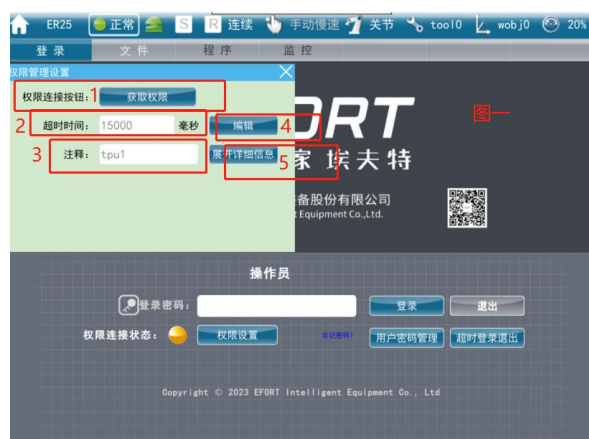 ER25 正常 S R 连续 手动慢速 关节 tool0 wobj0 20%
登录 文件 程序 监控
权限管理设置
权限连接按钮: 1 获取权限
2 超时时间: 15000 毫秒 编辑 4
3 注释: tpu1 展开详细信息 5
ORT
图一
家 埃夫特
备股份有限公司
Equipment Co.,Ltd.
操作员
登录密码: 登录 退出
权限连接状态: 权限设置 忘记密码? 用户密码管理 超时登录退出
Copyright © 2023 EFORT Intelligent Equipment Co., Ltd